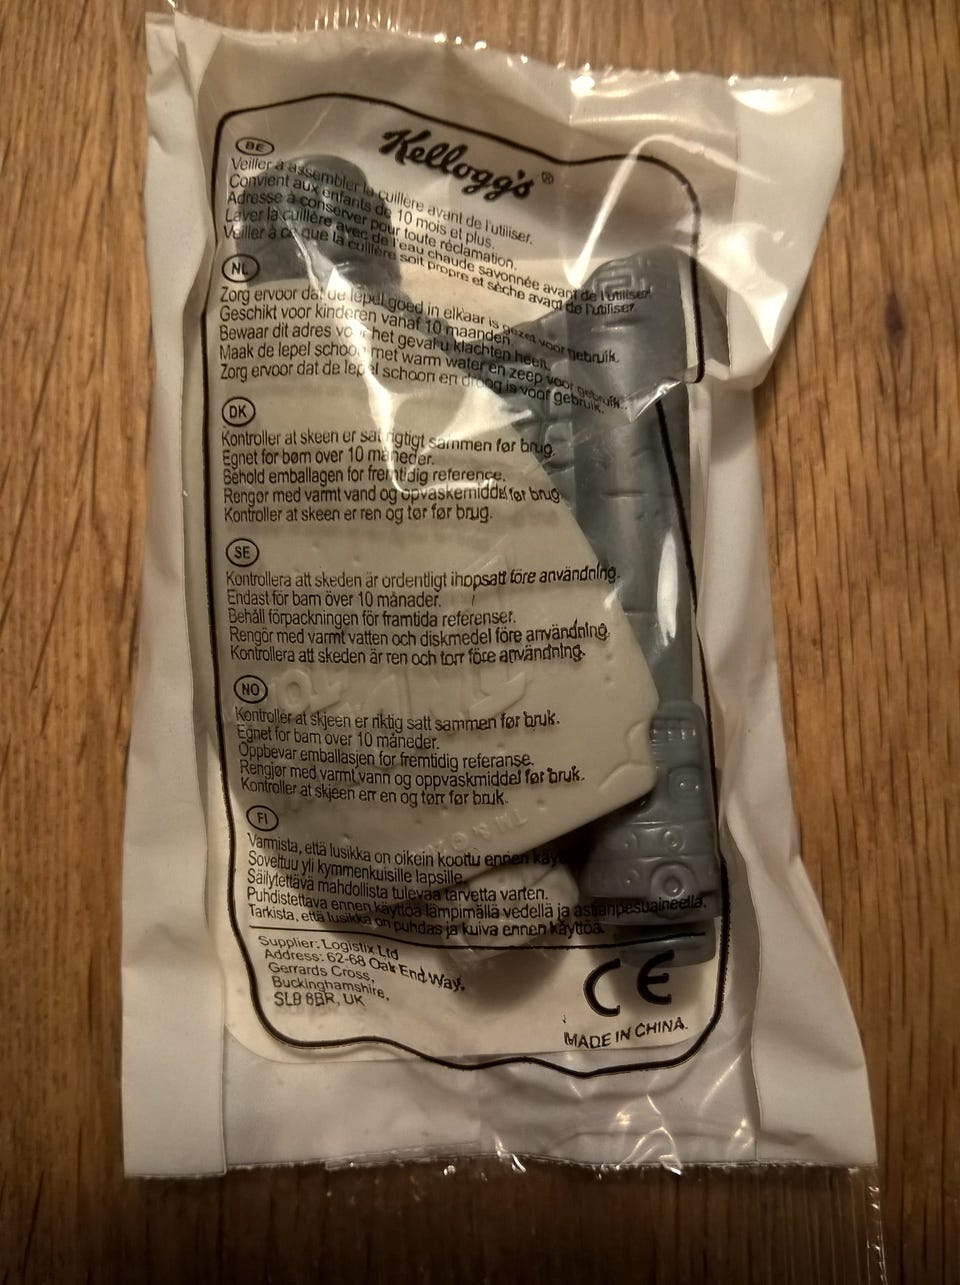 Kellogg's ®
BE
Veiller à assembler la cuillère avant de l'utiliser.
Convient aux enfants de 10 mois et plus.
Adresse à conserver pour toute réclamation.
Laver la cuillère avec de l'eau chaude savonnée avant de l'utiliser.
Veiller à ce que la cuillère soit propre et sèche avant de l'utiliser.
NL
Zorg ervoor dat de lepel goed in elkaar is gezet voor gebruik.
Geschikt voor kinderen vanaf 10 maanden.
Bewaar dit adres voor het geval u klachten heeft.
Maak de lepel schoon met warm water en zeep voor gebruik.
Zorg ervoor dat de lepel schoon en droog is voor gebruik.
DK
Kontroller at skeen er sat rigtigt sammen før brug.
Egnet for børn over 10 måneder.
Behold emballagen for fremtidig reference.
Rengør med varmt vand og opvaskemiddel før brug.
Kontroller at skeen er ren og tør før brug.
SE
Kontrollera att skeden är ordentligt ihopsatt före användning.
Endast för barn över 10 månader.
Behåll förpackningen för framtida referenser.
Rengör med varmt vatten och diskmedel före användning.
Kontrollera att skeden är ren och torr före användning.
NO
Kontroller at skjeen er riktig satt sammen før bruk.
Egnet for barn over 10 måneder.
Oppbevar emballasjen for fremtidig referanse.
Rengjør med varmt vann og oppvaskmiddel før bruk.
Kontroller at skjeen err en og tørr før bruk.
FI
Varmista, että lusikka on oikein koottu ennen
Soveltuu yli kymmenkuisille lapsille.
Säilytettävä mahdollista tulevaa tarvetta varten.
Puhdistettava ennen käyttöä lämpimällä vedellä ja astianpesuaineella.
Tarkista, että lusikka on puhdas ja kuiva ennen käyttöä.
Supplier: Logistix Ltd
Address: 62-68 Oak End Way,
Gerrards Cross,
Buckinghamshire,
SL9 8BR, UK
CE
MADE IN CHINA.